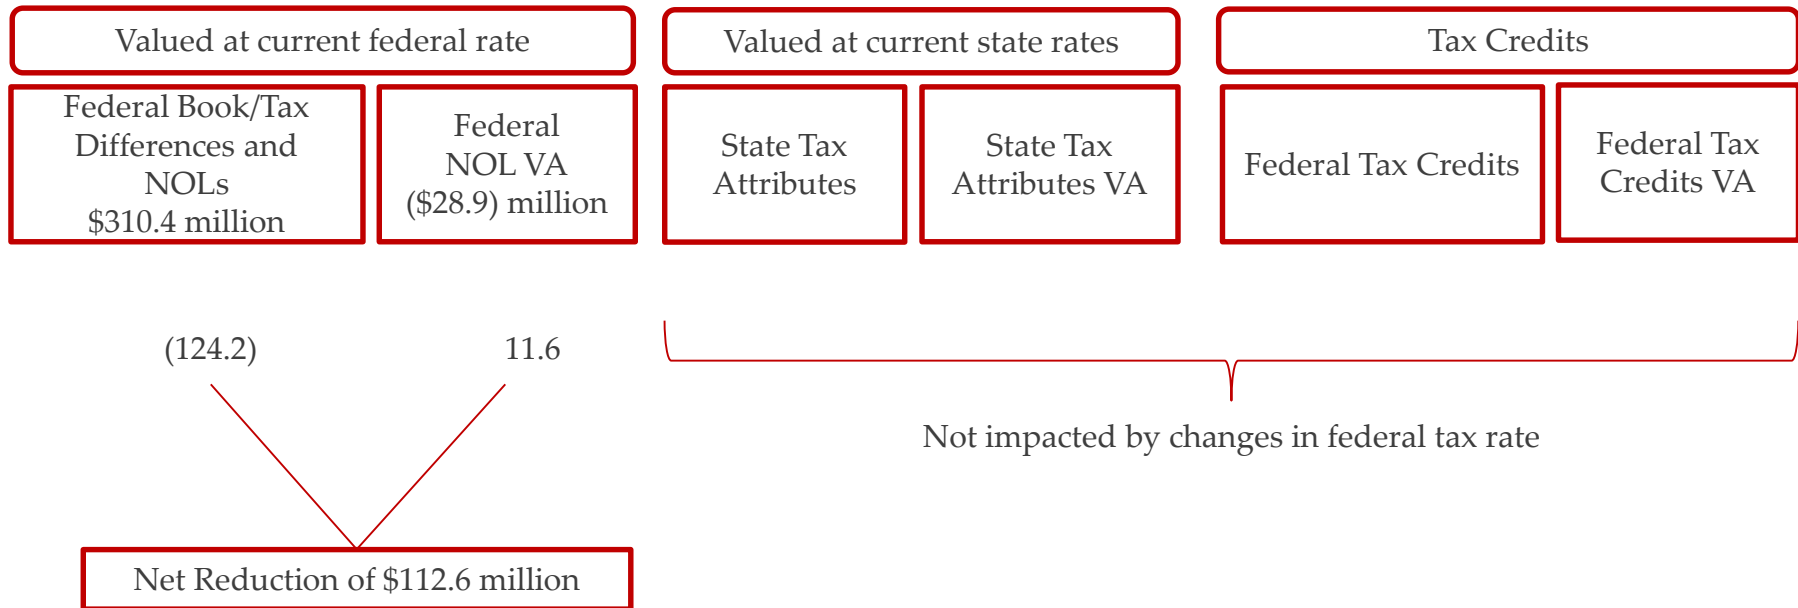 Valued at current federal rate
Valued at current state rates
Tax Credits
Federal Book/Tax
Differences and
NOLs
$310.4 million
Federal
NOL VA
($28.9) million
State Tax
Attributes
State Tax
Attributes VA
Federal Tax Credits
Federal Tax
Credits VA
(124.2)
11.6
Not impacted by changes in federal tax rate
Net Reduction of $112.6 million